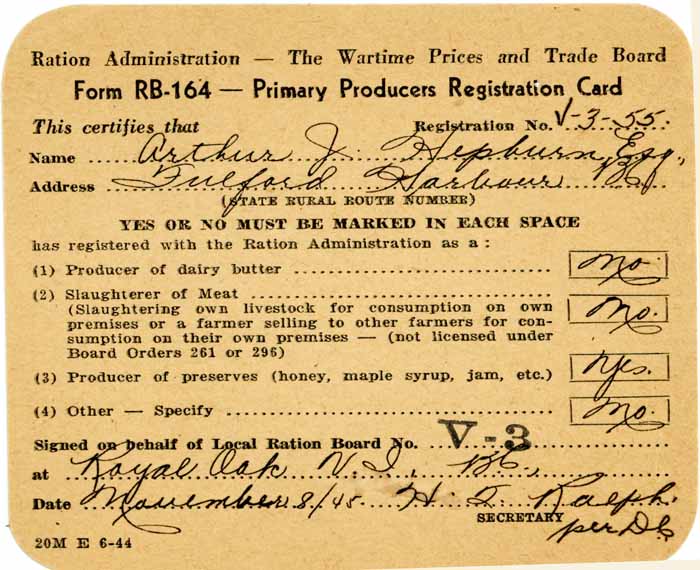 Ration Administration — The Wartime Prices and Trade Board
Form RB-164 — Primary Producers Registration Card
This certifies that Registration No. V-3-55.
Name Arthur J. Hepburn, Esq.,
Address Fulford Harbour BC
(STATE RURAL ROUTE NUMBER)
YES OR NO MUST BE MARKED IN EACH SPACE
has registered with the Ration Administration as a :
(1) Producer of dairy butter No.
(2) Slaughterer of Meat
(Slaughtering own livestock for consumption on own No.
premises or a farmer selling to other farmers for con-
sumption on their own premises — (not licensed under
Board Orders 261 or 296)
(3) Producer of preserves (honey, maple syrup, jam, etc.) Yes.
(4) Other — Specify No.
Signed on behalf of Local Ration Board No. V-3
at Royal Oak V.I., BC,
Date November 8/45 H. I. Ralph.
SECRETARY per DC
20M E 6-44